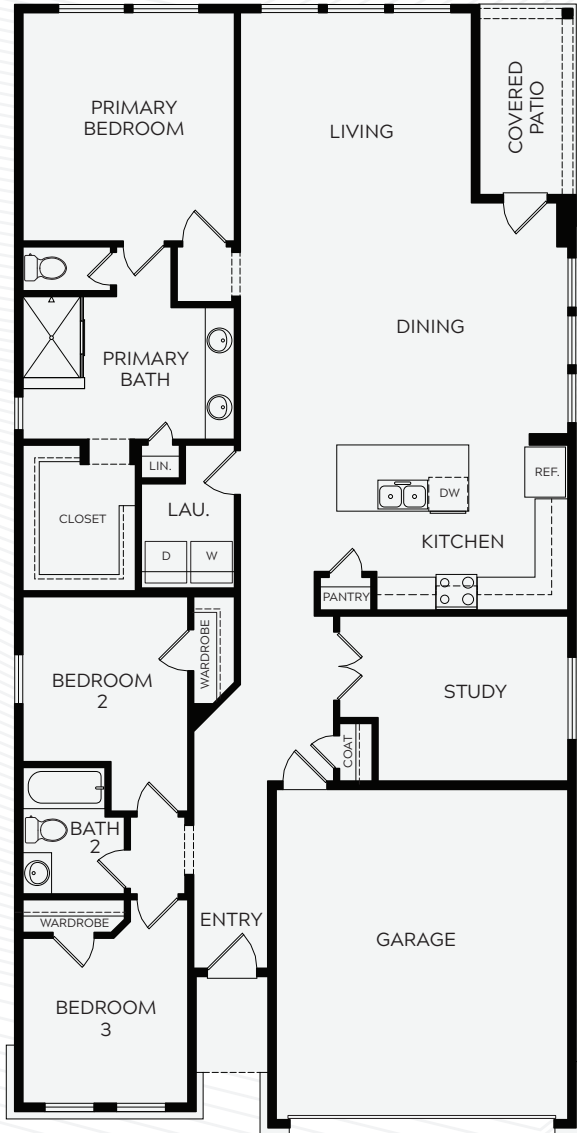 PRIMARY
BEDROOM
LIVING
COVERED
PATIO
DINING
PRIMARY
BATH
LIN.
REF.
DW
CLOSET
LAU.
KITCHEN
D
W
PANTRY
WARDROBE
BEDROOM
2
STUDY
COAT
BATH
2
WARDROBE
ENTRY
GARAGE
BEDROOM
3